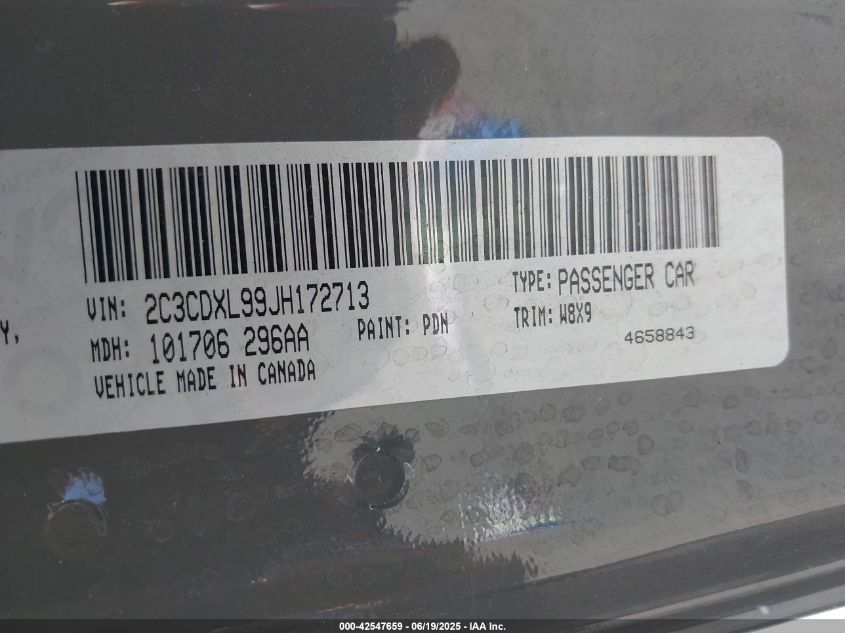 VIN: 2C3CDXL99JH172713
TYPE: PASSENGER CAR
Y,
MDH: 101706 296AA
PAINT: PDN
TRIM: W8X9
VEHICLE MADE IN CANADA
4658843
000-42547659 - 06/19/2025 - IAA Inc.